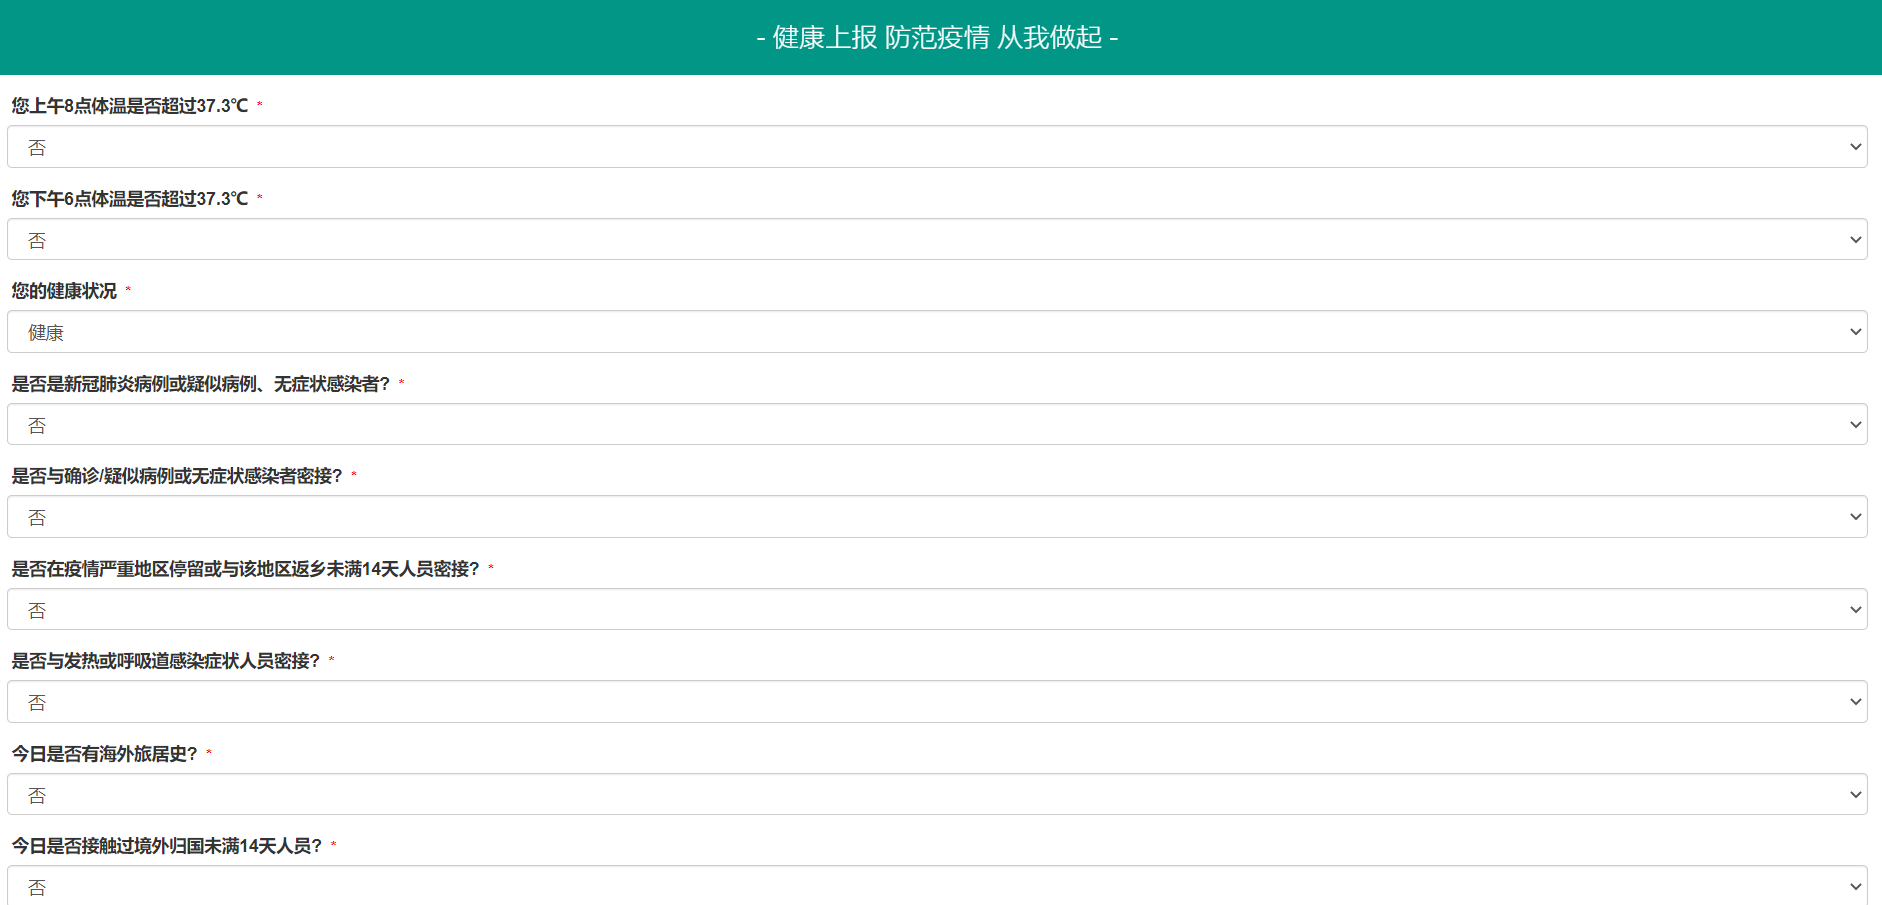 - 健康上报 防范疫情 从我做起 -
您上午8点体温是否超过37.3℃ *
否
您下午6点体温是否超过37.3℃ *
否
您的健康状况 *
健康
是否是新冠肺炎病例或疑似病例、无症状感染者? *
否
是否与确诊/疑似病例或无症状感染者密接? *
否
是否在疫情严重地区停留或与该地区返乡未满14天人员密接? *
否
是否与发热或呼吸道感染症状人员密接? *
否
今日是否有海外旅居史? *
否
今日是否接触过境外归国未满14天人员? *
否